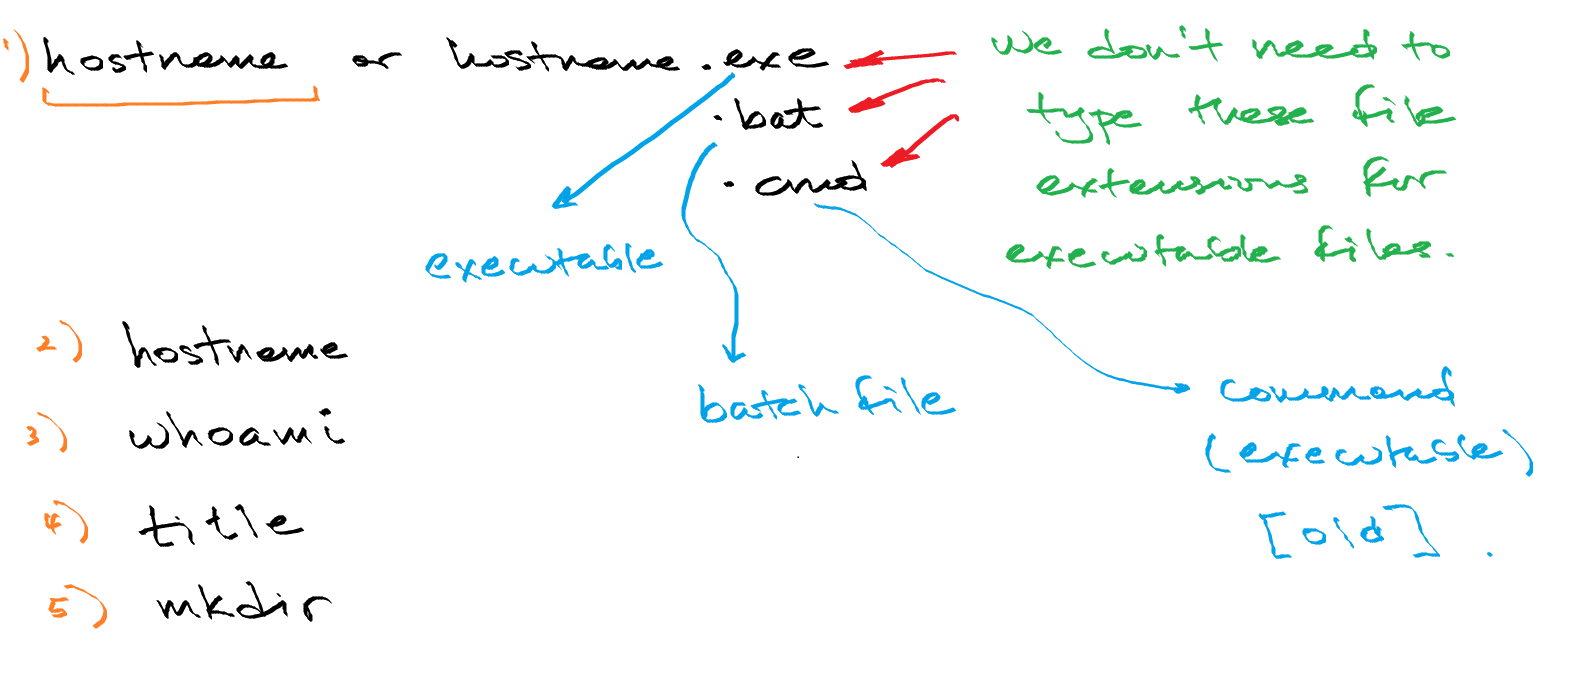 1) hostname or hostname.exe
.bat
.cmd
we don't need to
type these file
extensions for
executable files.
executable
batch file
command
(executable)
[old].
2) hostname
3) whoami
4) title
5) mkdir